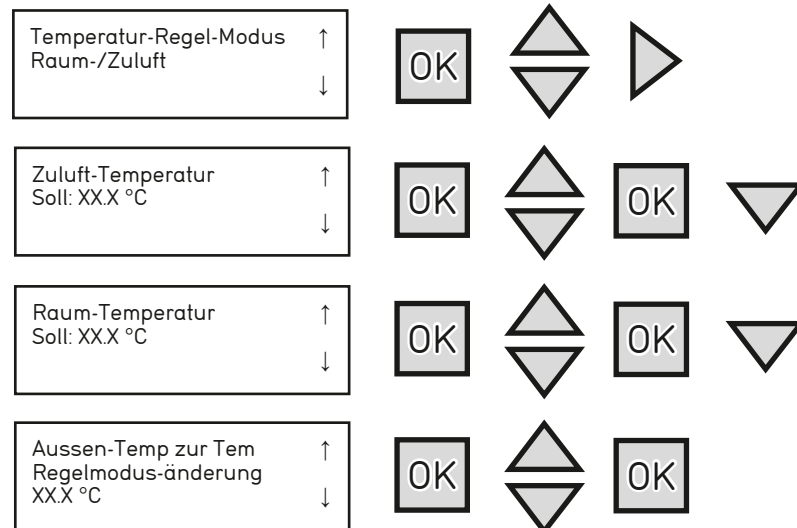 Temperatur-Regel-Modus ↑
Raum-/Zuluft
↓
OK
Zuluft-Temperatur ↑
Soll: XX.X °C
↓
OK OK
Raum-Temperatur ↑
Soll: XX.X °C
↓
OK OK
Aussen-Temp zur Tem ↑
Regelmodus-änderung
XX.X °C ↓
OK OK